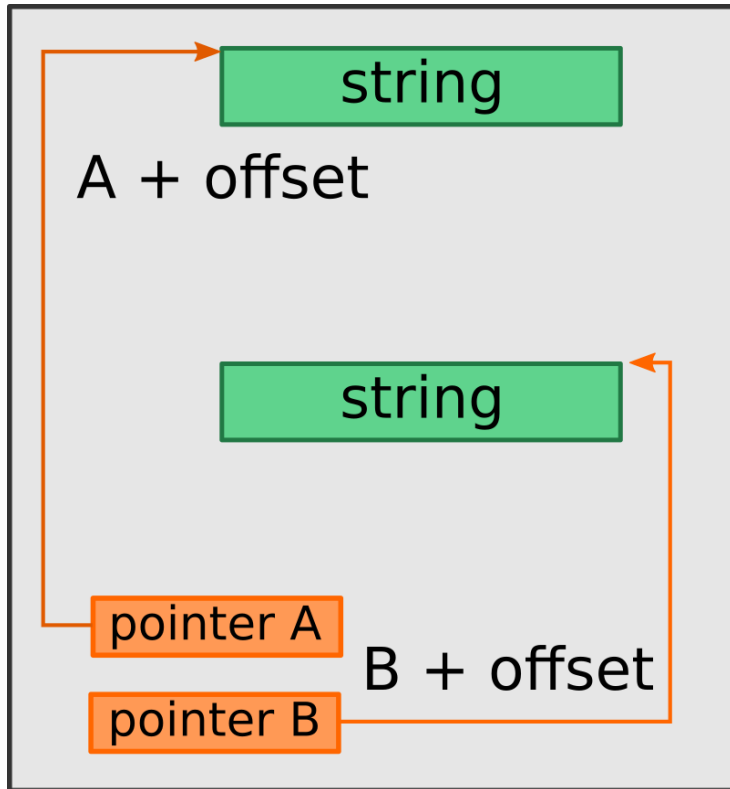 string
A + offset
string
pointer A
B + offset
pointer B